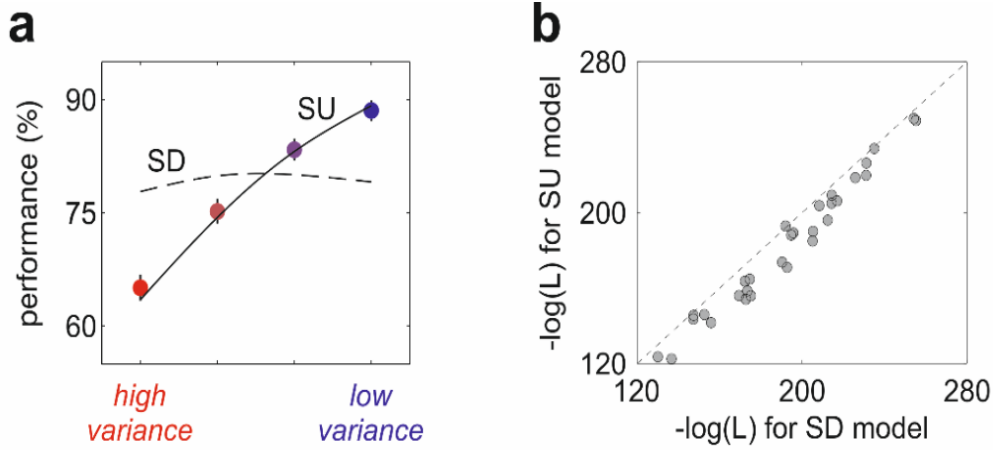 a
performance (%)
90
75
60
SD
SU
high
variance
low
variance
b
-log(L) for SU model
280
200
120
120
200
280
-log(L) for SD model